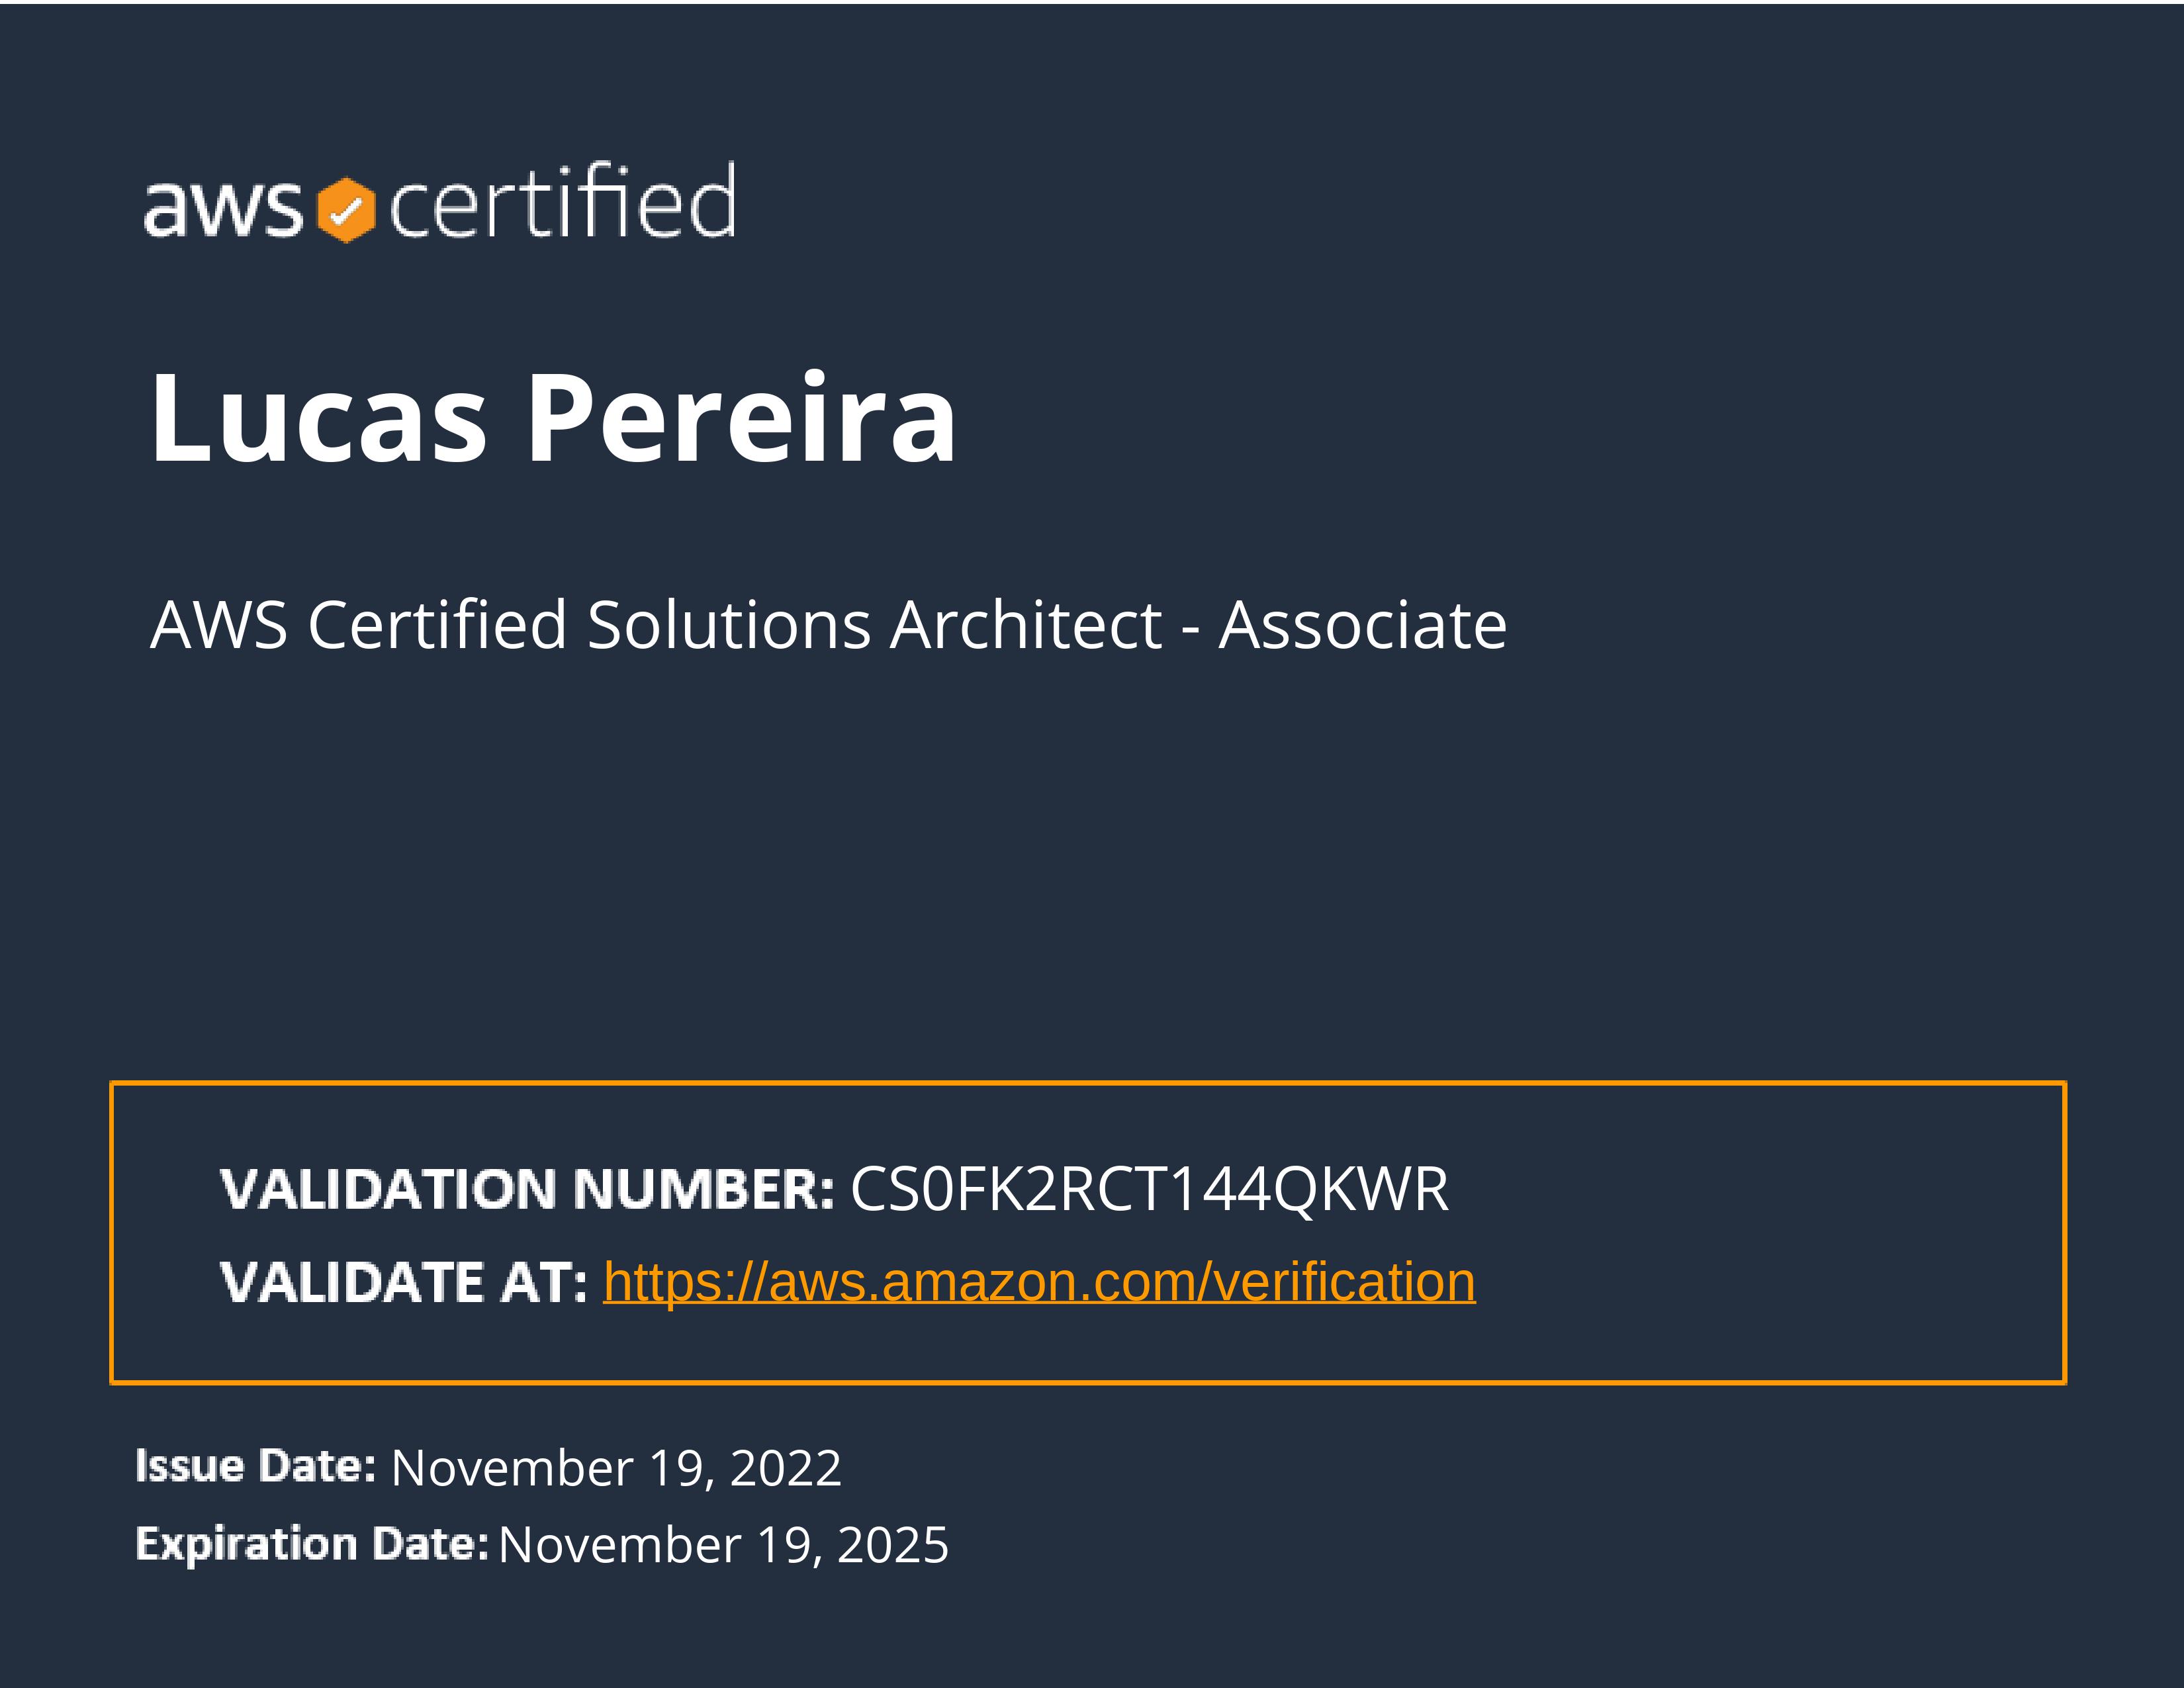 aws certified
Lucas Pereira
AWS Certified Solutions Architect - Associate
VALIDATION NUMBER: CS0FK2RCT144QKWR
VALIDATE AT: https://aws.amazon.com/verification
Issue Date: November 19, 2022
Expiration Date: November 19, 2025